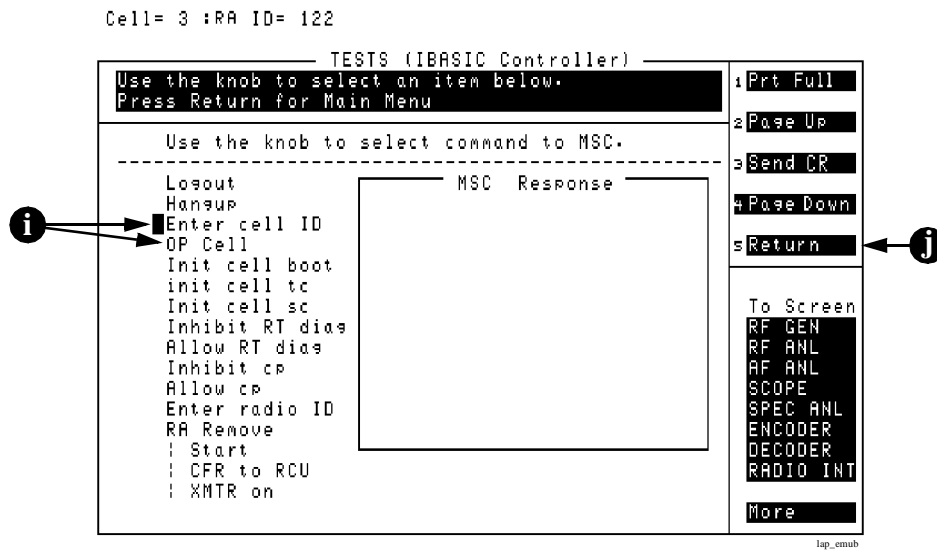 Cell= 3 :RA ID= 122
TESTS (IBASIC Controller)
Use the knob to select an item below.
Press Return for Main Menu
Use the knob to select command to MSC.
Logout
Hangup
Enter cell ID
OP Cell
Init cell boot
init cell tc
Init cell sc
Inhibit RT diag
Allow RT diag
Inhibit cp
Allow cp
Enter radio ID
RA Remove
¦ Start
¦ CFR to RCU
¦ XMTR on
MSC Response
1 Prt Full
2 Page Up
3 Send CR
4 Page Down
5 Return
To Screen
RF GEN
RF ANL
AF ANL
SCOPE
SPEC ANL
ENCODER
DECODER
RADIO INT
More
i
j
lap_emub